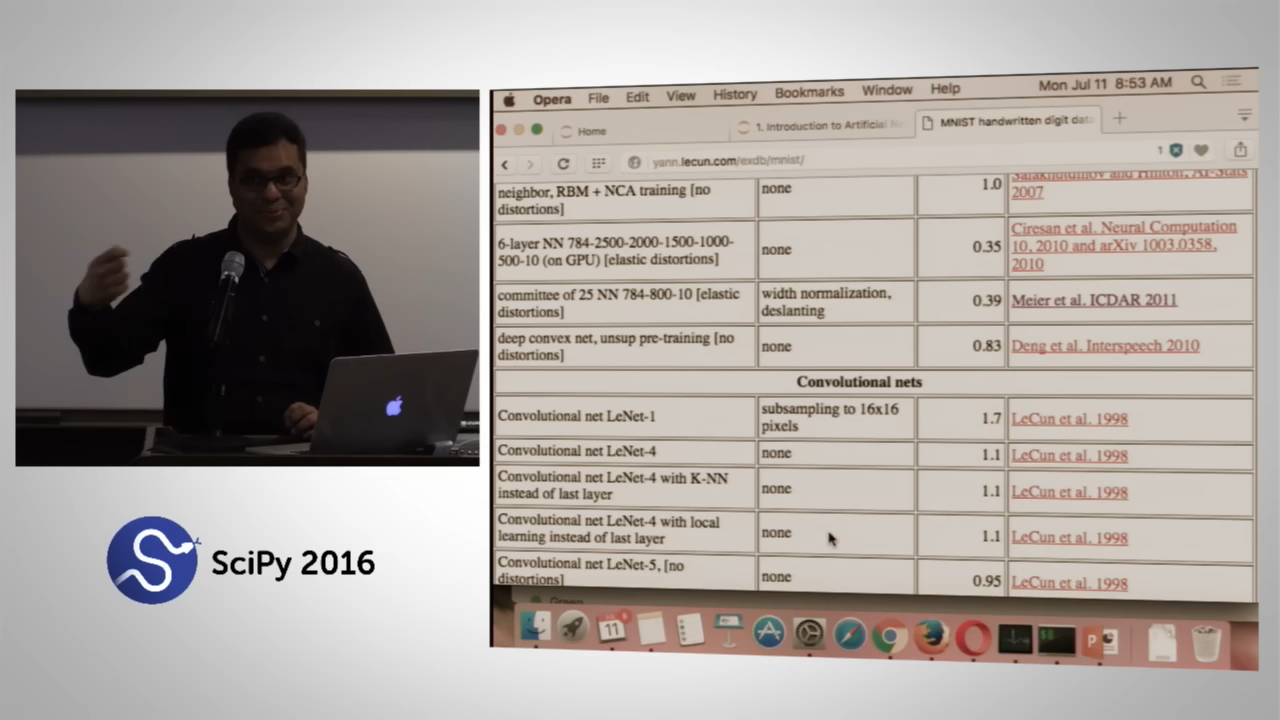 Opera File Edit View History Bookmarks Window Help Mon Jul 11 8:53 AM
Home 1. Introduction to Artificial Ne MNIST handwritten digit data
yann.lecun.com/exdb/mnist/ 1
neighbor, RBM + NCA training [no
distortions]
none
1.0
Salakhutdinov and Hinton, AI-Stats
2007
6-layer NN 784-2500-2000-1500-1000-
500-10 (on GPU) [elastic distortions]
none
0.35
Ciresan et al. Neural Computation
10, 2010 and arXiv 1003.0358,
2010
committee of 25 NN 784-800-10 [elastic
distortions]
width normalization,
deslanting
0.39
Meier et al. ICDAR 2011
deep convex net, unsup pre-training [no
distortions]
none
0.83
Deng et al. Interspeech 2010
Convolutional nets
Convolutional net LeNet-1
subsampling to 16x16
pixels
1.7
LeCun et al. 1998
Convolutional net LeNet-4
none
1.1
LeCun et al. 1998
Convolutional net LeNet-4 with K-NN
instead of last layer
none
1.1
LeCun et al. 1998
Convolutional net LeNet-4 with local
learning instead of last layer
none
1.1
LeCun et al. 1998
Convolutional net LeNet-5, [no
distortions]
none
0.95
LeCun et al. 1998
Green
11
SciPy 2016